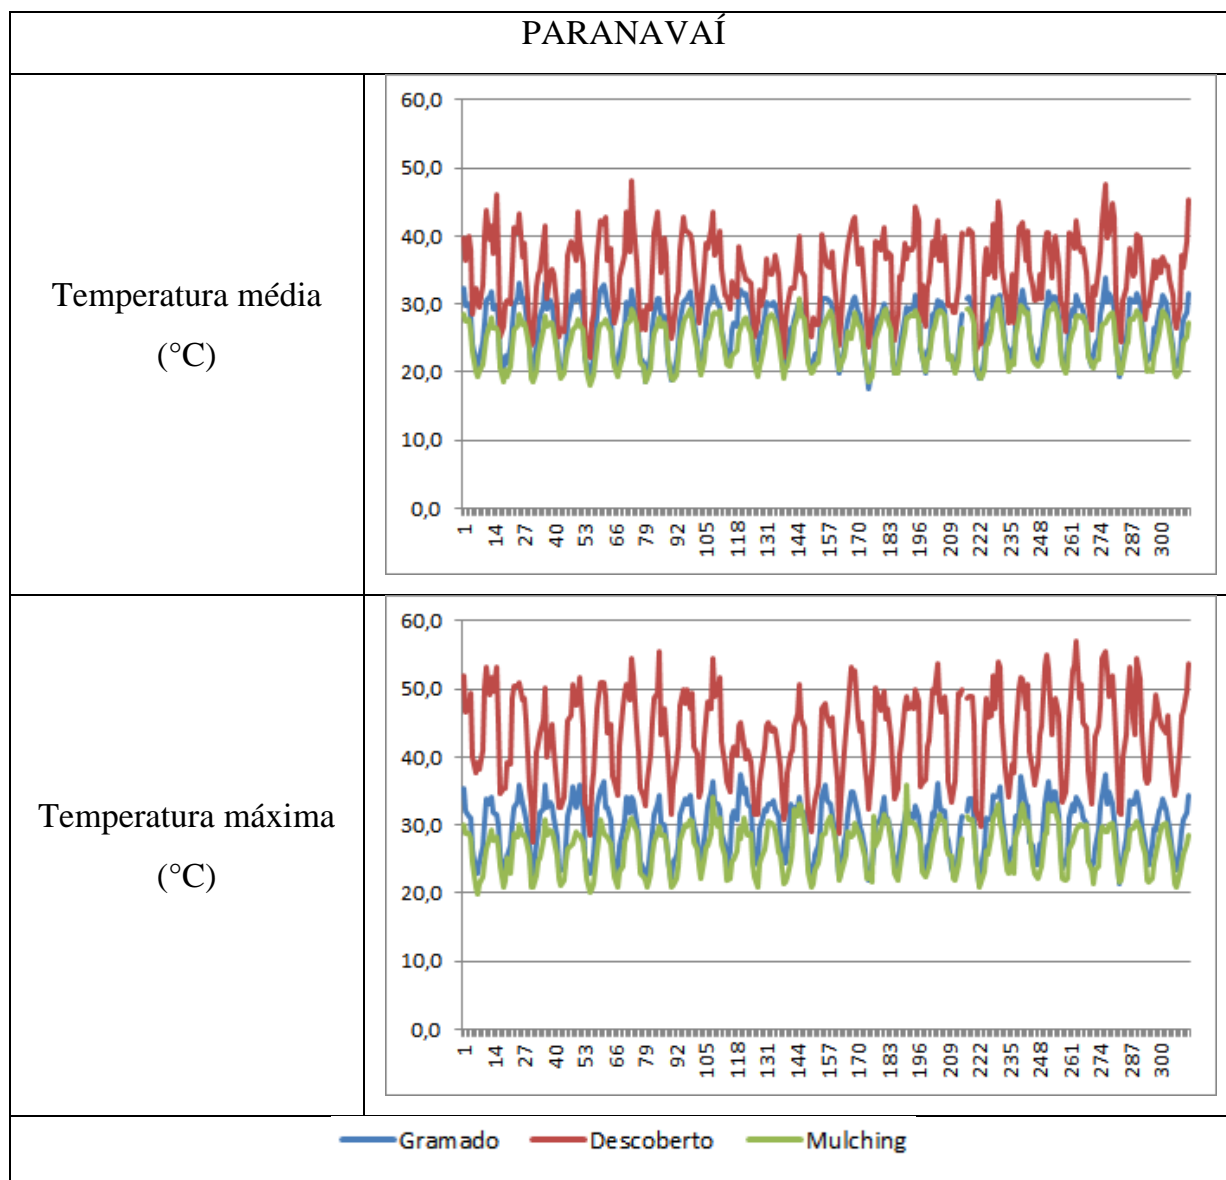 PARANAVAÍ
Temperatura média
(°C)
60,0
50,0
40,0
30,0
20,0
10,0
0,0
1 14 27 40 53 66 79 92 105 118 131 144 157 170 183 196 209 222 235 248 261 274 287 300
Temperatura máxima
(°C)
60,0
50,0
40,0
30,0
20,0
10,0
0,0
1 14 27 40 53 66 79 92 105 118 131 144 157 170 183 196 209 222 235 248 261 274 287 300
Gramado Descoberto Mulching